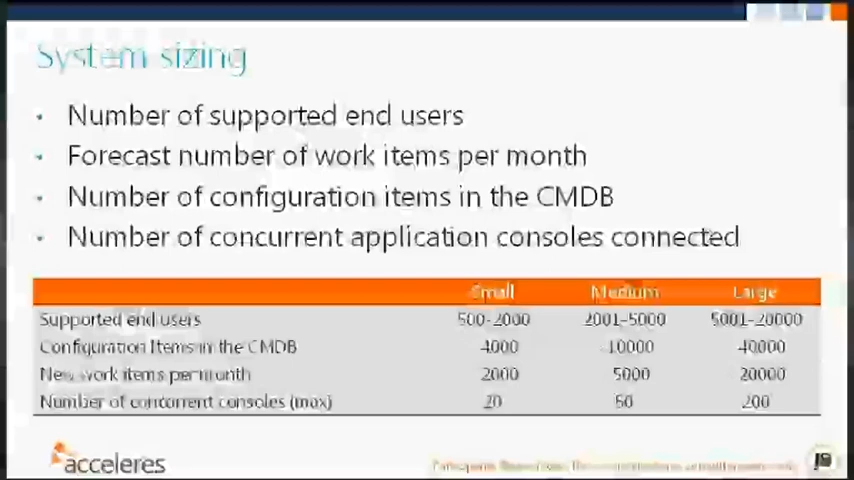 System sizing
Number of supported end users
Forecast number of work items per month
Number of configuration items in the CMDB
Number of concurrent application consoles connected
Small Medium Large
Supported end users 500-2000 2001-5000 5001-20000
Configuration Items in the CMDB 4000 10000 40000
New work items per month 2000 5000 20000
Number of concurrent consoles (max) 20 50 200
acceleres